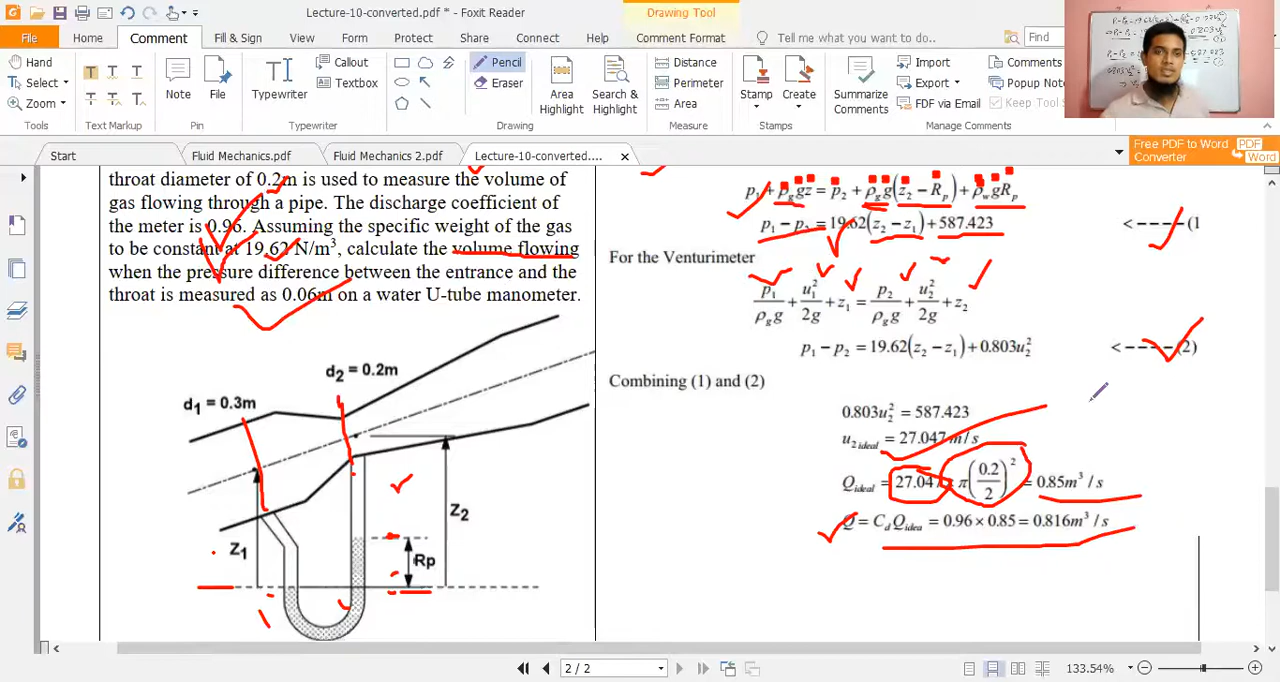 Lecture-10-converted.pdf * - Foxit Reader
Drawing Tool
File Home Comment Fill & Sign View Form Protect Connect Help Comment Format Tell me what you want to do... Find
Hand
Select
Zoom
Tools
Text Markup
Note
File
Pin
Typewriter
Callout
Textbox
Typewriter
Pencil
Eraser
Drawing
Area Highlight
Search & Highlight
Distance
Perimeter
Area
Measure
Stamp
Create
Stamps
Summarize Comments
Import
Export
FDF via Email
Comments
Popup Note
Keep Tool
Manage Comments
Start Fluid Mechanics.pdf Fluid Mechanics 2.pdf Lecture-10-converted....
Free PDF to Word Converter
PDF
Word
throat diameter of 0.2m is used to measure the volume of
gas flowing through a pipe. The discharge coefficient of
the meter is 0.96. Assuming the specific weight of the gas
to be constant at 19.62 N/m³, calculate the volume flowing
when the pressure difference between the entrance and the
throat is measured as 0.06m on a water U-tube manometer.
d₁ = 0.3m
d₂ = 0.2m
Z₁
Z₂
Rp
p₁ + ρ_g gz = p₂ + ρ_g g(z₂ − R_p) + ρ_w gR_p
p₁ − p₂ = 19.62(z₂ − z₁) + 587.423 <----(1
For the Venturimeter
p₁/ρ_g g + u₁²/2g + z₁ = p₂/ρ_g g + u₂²/2g + z₂
p₁ − p₂ = 19.62(z₂ − z₁) + 0.803u₂² <----(2)
Combining (1) and (2)
0.803u₂² = 587.423
u₂ ideal = 27.047 m/s
Q_ideal = 27.047 π(0.2/2)² = 0.85m³ / s
Q = C_d Q_idea = 0.96 × 0.85 = 0.816m³ / s
2 / 2
133.54%